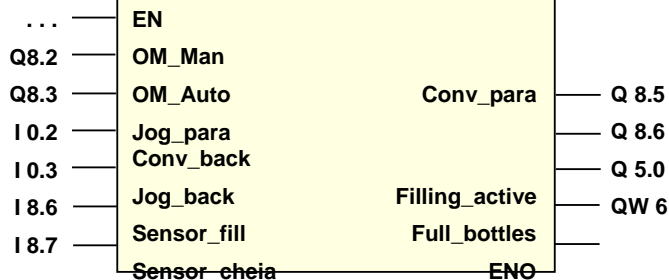 . . . EN
Q8.2 OM_Man
Q8.3 OM_Auto Conv_para Q 8.5
I 0.2 Jog_para Q 8.6
Conv_back
I 0.3 Q 5.0
Jog_back Filling_active QW 6
I 8.6
Sensor_fill Full_bottles
I 8.7
Sensor_cheia ENO